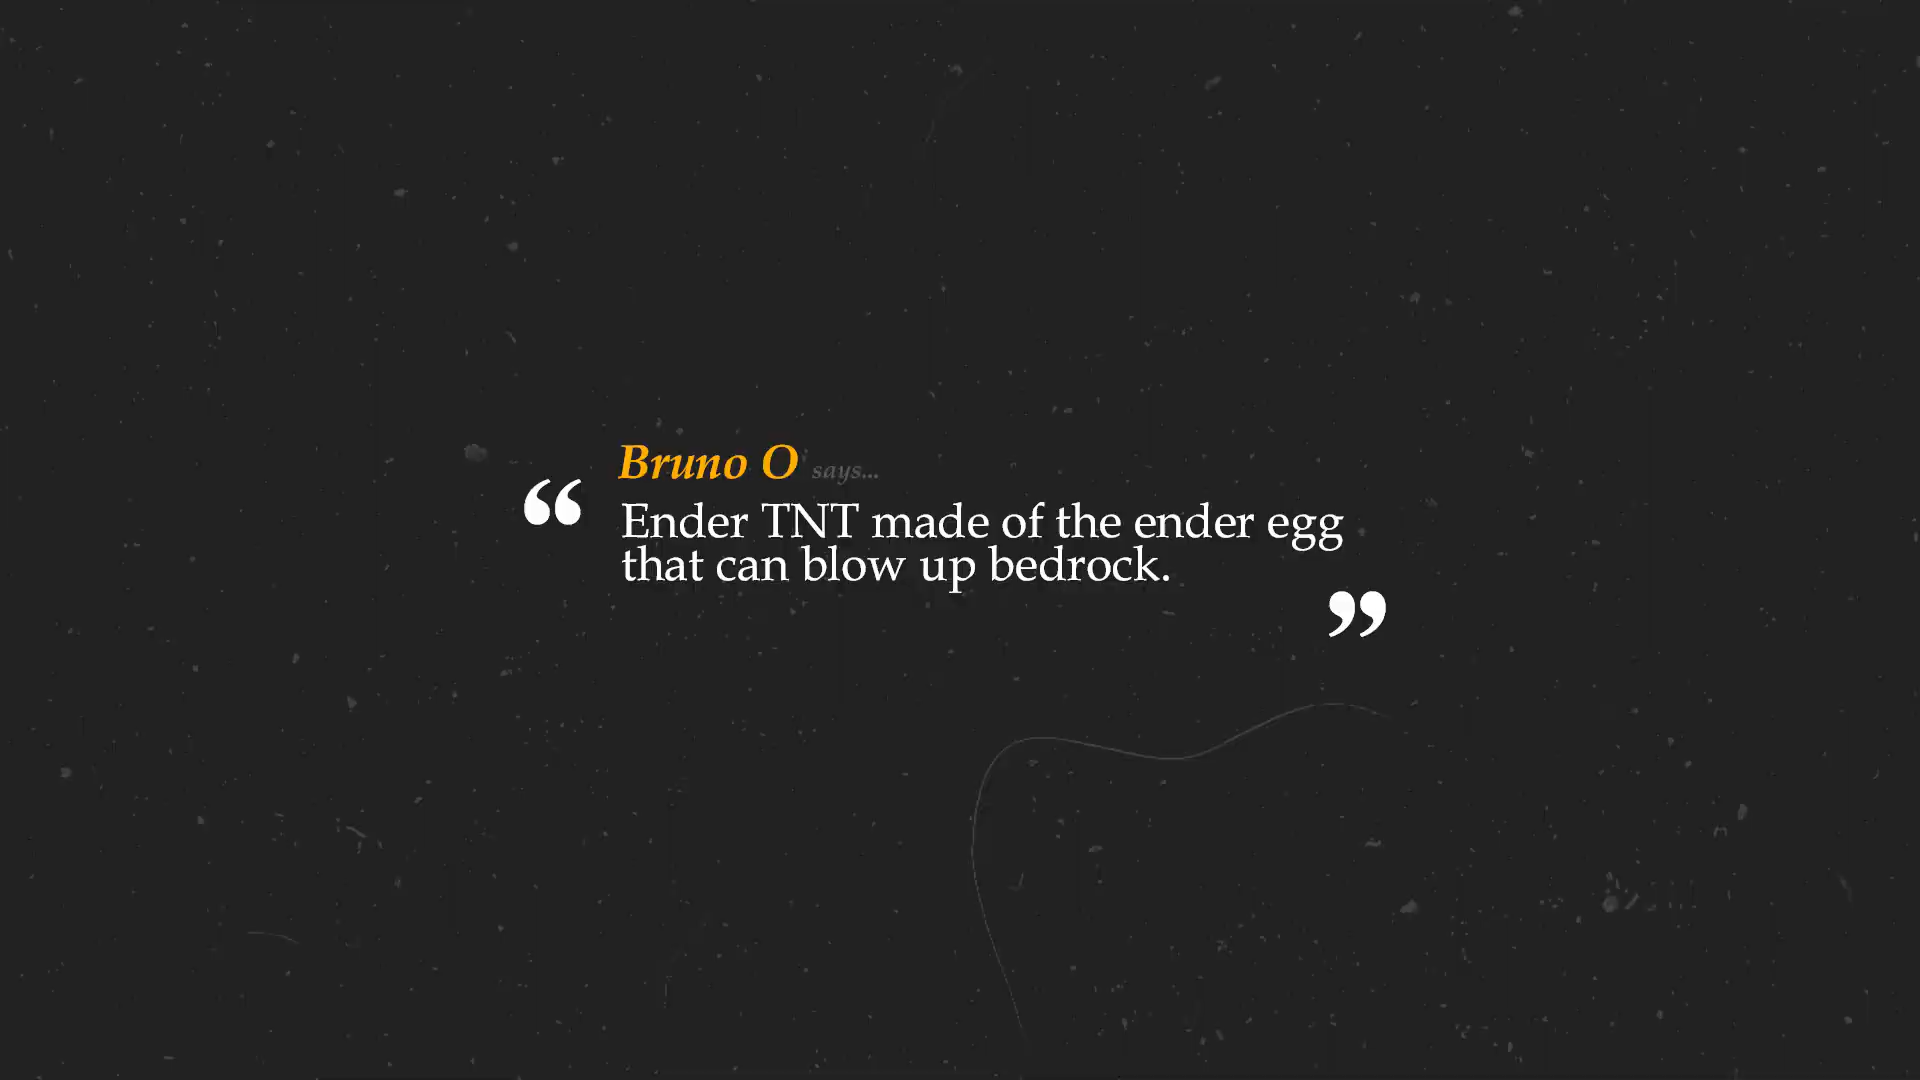 Bruno O says...
“Ender TNT made of the ender egg
that can blow up bedrock.”